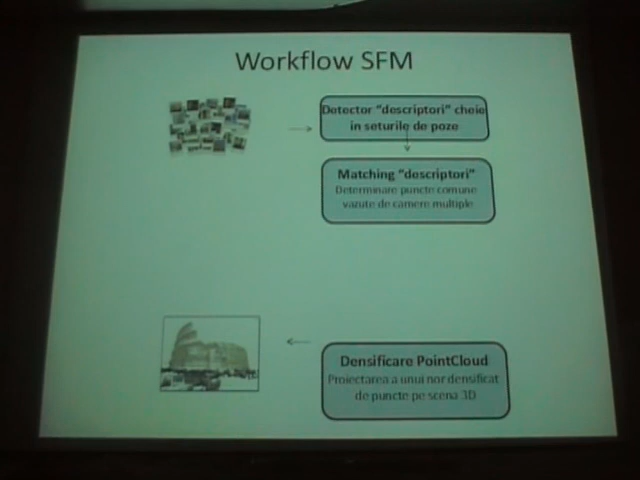 Workflow SFM
Detector "descriptori" cheie
in seturile de poze
Matching "descriptori"
Determinare puncte comune
vazute de camere multiple
Densificare PointCloud
Proiectarea a unui nor densificat
de puncte pe scena 3D